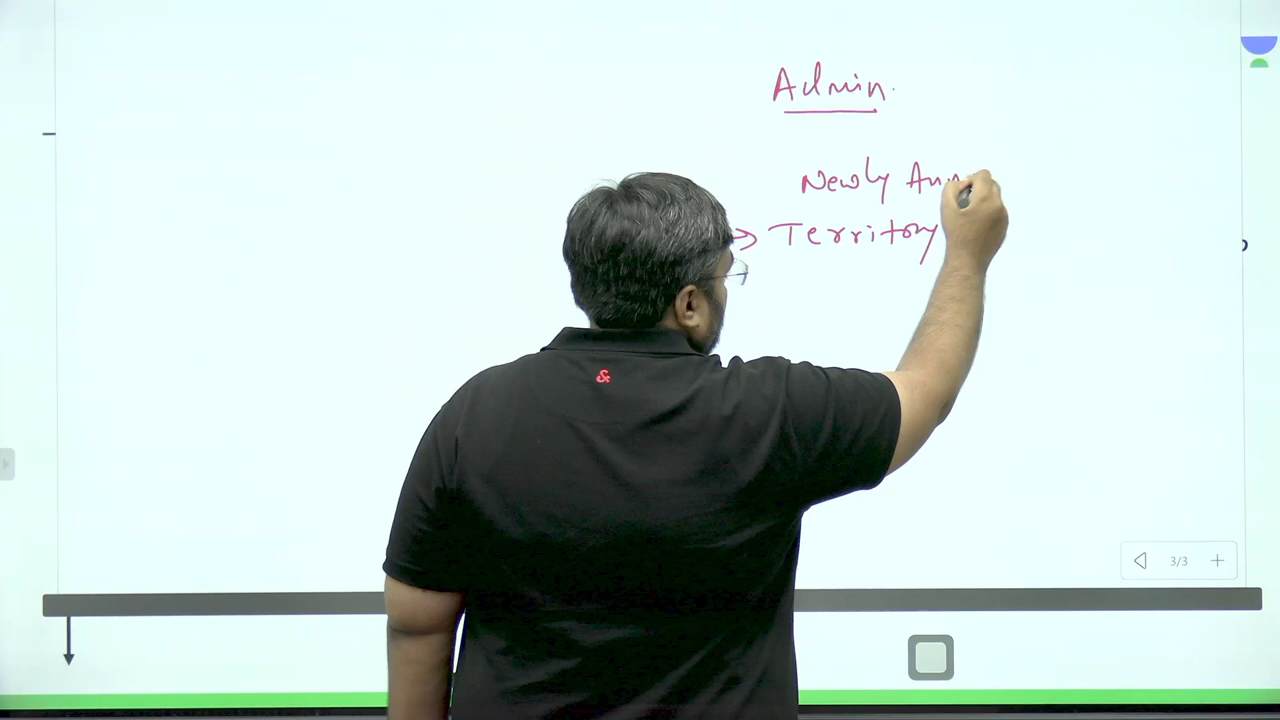 Admin.
Newly
→ Territory
3/3